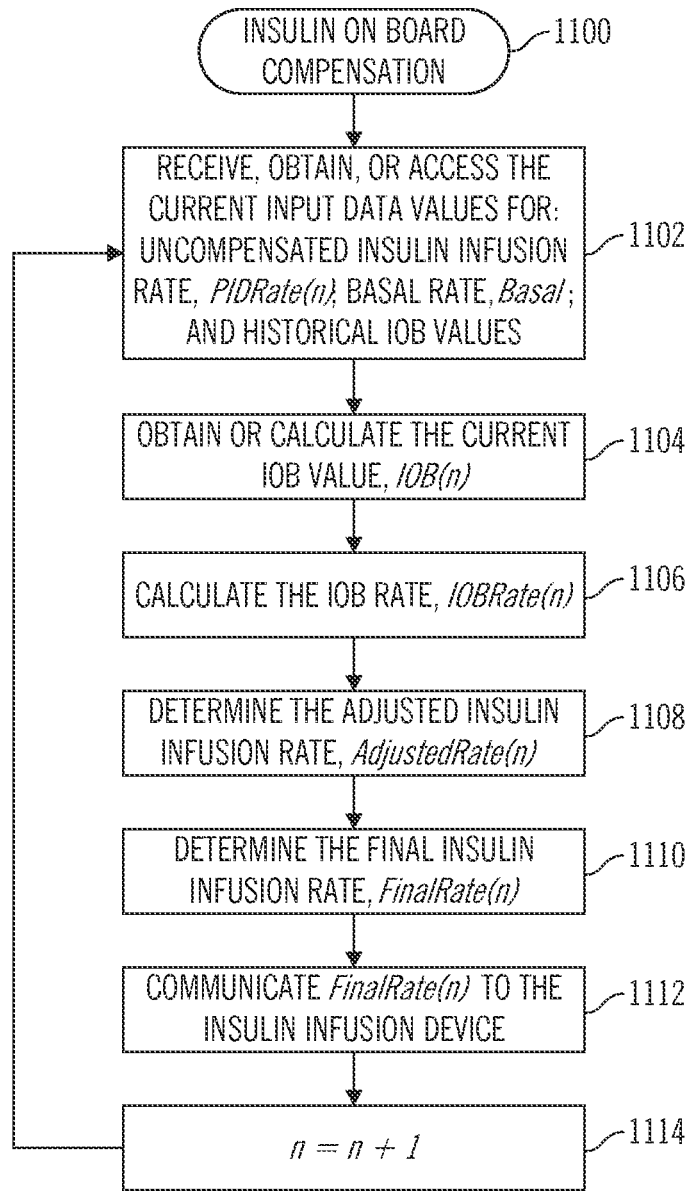 INSULIN ON BOARD
COMPENSATION
1100
RECEIVE, OBTAIN, OR ACCESS THE
CURRENT INPUT DATA VALUES FOR:
UNCOMPENSATED INSULIN INFUSION
RATE, PIDRate(n); BASAL RATE, Basal;
AND HISTORICAL IOB VALUES
1102
OBTAIN OR CALCULATE THE CURRENT
IOB VALUE, IOB(n)
1104
CALCULATE THE IOB RATE, IOBRate(n)
1106
DETERMINE THE ADJUSTED INSULIN
INFUSION RATE, AdjustedRate(n)
1108
DETERMINE THE FINAL INSULIN
INFUSION RATE, FinalRate(n)
1110
COMMUNICATE FinalRate(n) TO THE
INSULIN INFUSION DEVICE
1112
n = n + 1
1114